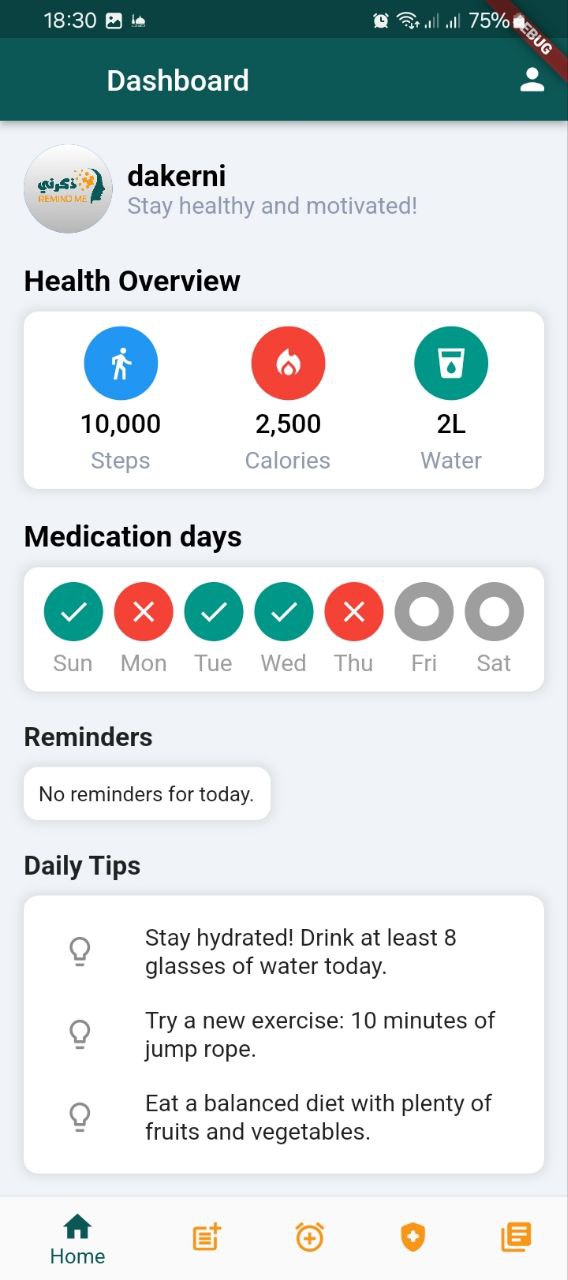 18:30
75%
DEBUG
Dashboard
ذكرني
REMIND ME
dakerni
Stay healthy and motivated!
Health Overview
10,000
2,500
2L
Steps
Calories
Water
Medication days
Sun Mon Tue Wed Thu Fri Sat
Reminders
No reminders for today.
Daily Tips
Stay hydrated! Drink at least 8
glasses of water today.
Try a new exercise: 10 minutes of
jump rope.
Eat a balanced diet with plenty of
fruits and vegetables.
Home